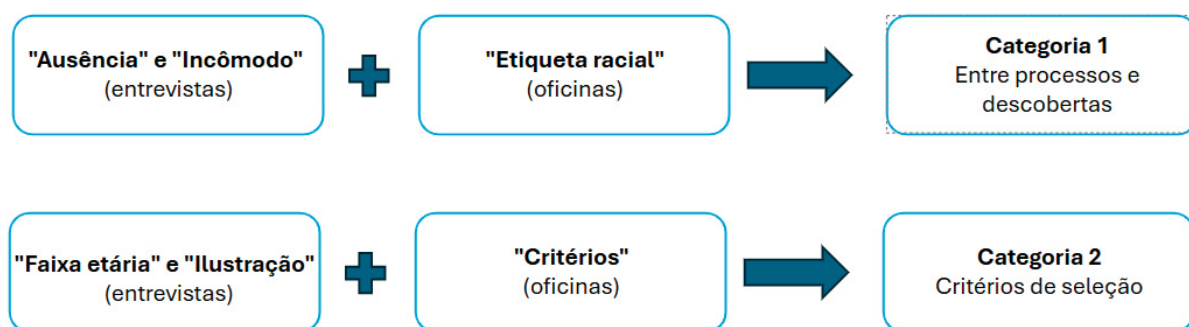 "Ausência" e "Incômodo"
(entrevistas)
"Etiqueta racial"
(oficinas)
Categoria 1
Entre processos e
descobertas
"Faixa etária" e "Ilustração"
(entrevistas)
"Critérios"
(oficinas)
Categoria 2
Critérios de seleção